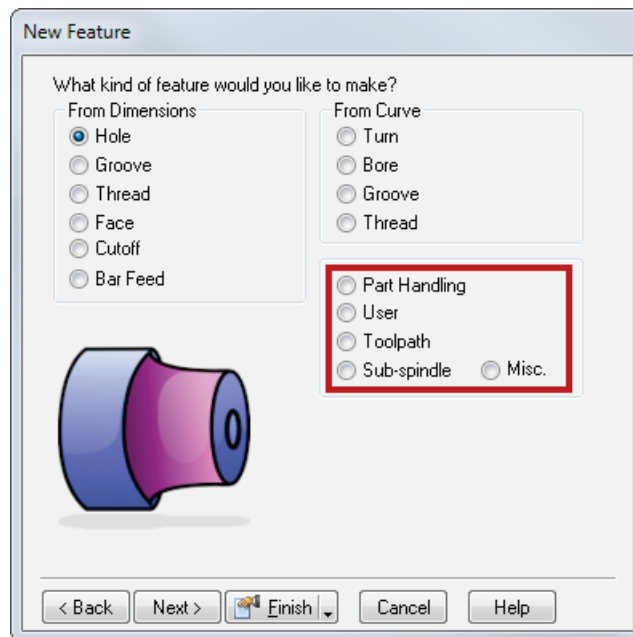 New Feature
What kind of feature would you like to make?
From Dimensions
Hole
Groove
Thread
Face
Cutoff
Bar Feed
From Curve
Turn
Bore
Groove
Thread
Part Handling
User
Toolpath
Sub-spindle Misc.
< Back Next > Finish Cancel Help